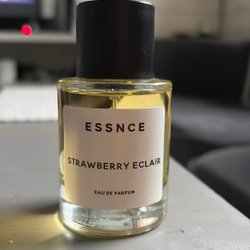 ESSNCE
STRAWBERRY ECLAIR
EAU DE PARFUM